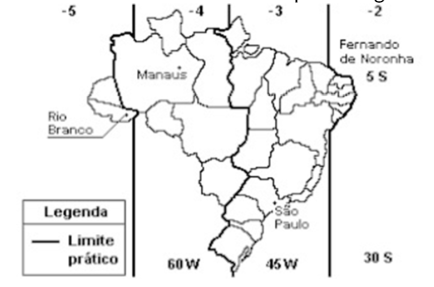 -5 -4 -3 -2
Fernando
de Noronha
5 S
Manaus
Rio
Branco
São
Paulo
Legenda
Limite
prático
60 W 45 W 30 S